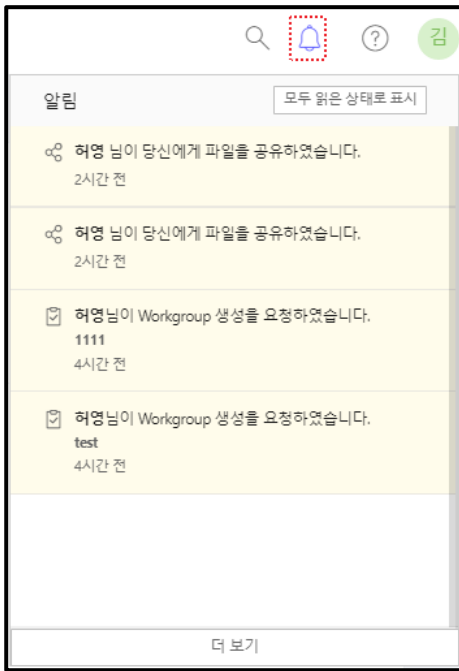 김
알림
모두 읽은 상태로 표시
허영 님이 당신에게 파일을 공유하였습니다.
2시간 전
허영 님이 당신에게 파일을 공유하였습니다.
2시간 전
허영님이 Workgroup 생성을 요청하였습니다.
1111
4시간 전
허영님이 Workgroup 생성을 요청하였습니다.
test
4시간 전
더 보기